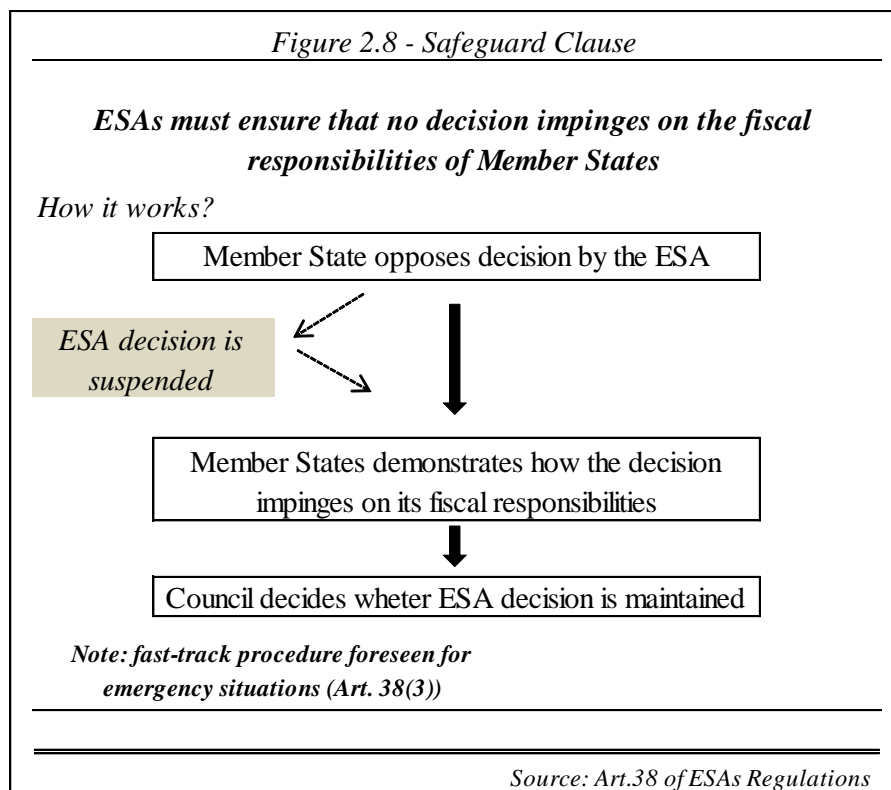 Figure 2.8 - Safeguard Clause
ESAs must ensure that no decision impinges on the fiscal
responsibilities of Member States
How it works?
Member State opposes decision by the ESA
ESA decision is
suspended
Member States demonstrates how the decision
impinges on its fiscal responsibilities
Council decides wheter ESA decision is maintained
Note: fast-track procedure foreseen for
emergency situations (Art. 38(3))
Source: Art.38 of ESAs Regulations